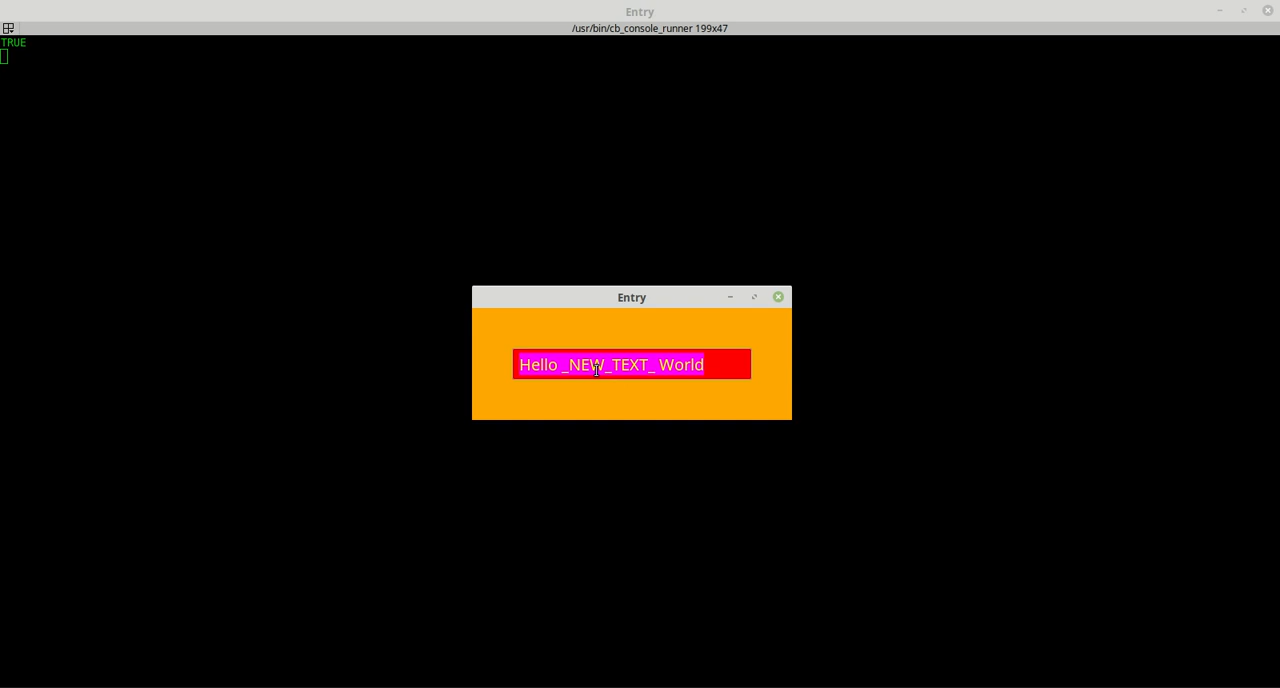 Entry
/usr/bin/cb_console_runner 199x47
TRUE
Entry
Hello _NEW_TEXT_ World